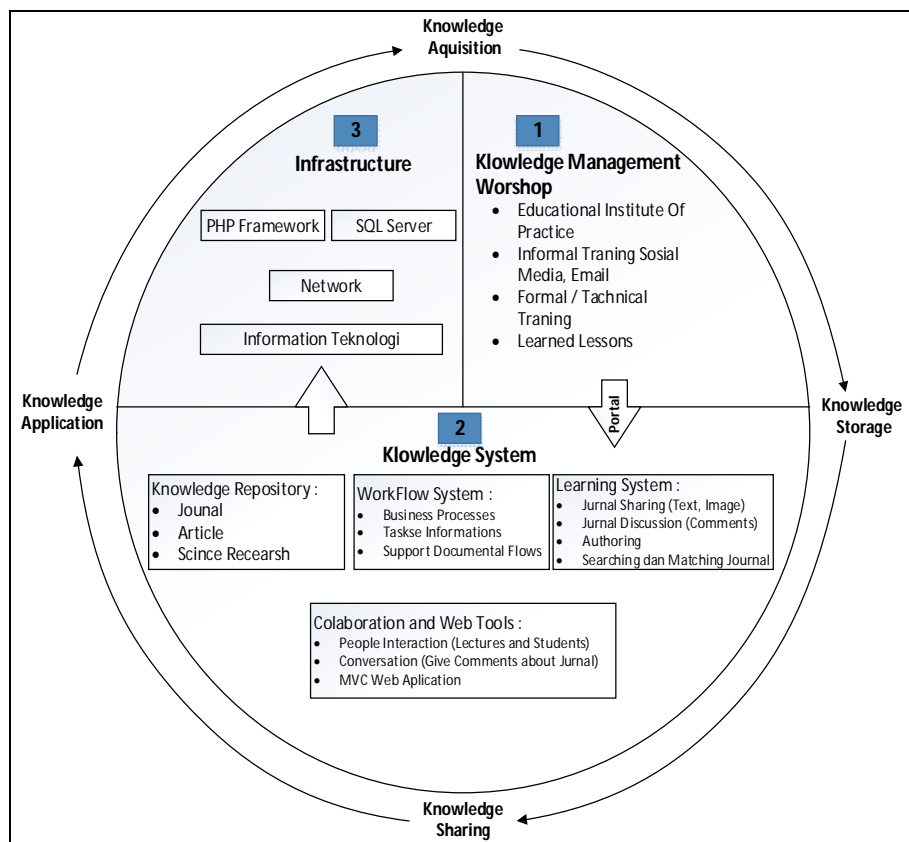 Knowledge
Aquisition
3
Infrastructure
PHP Framework
SQL Server
Network
Information Teknologi
1
Klowledge Management
Worshop
• Educational Institute Of
Practice
• Informal Traning Sosial
Media, Email
• Formal / Tachnical
Traning
• Learned Lessons
Knowledge
Application
Portal
Knowledge
Storage
2
Klowledge System
Knowledge Repository :
• Jounal
• Article
• Scince Recearsh
WorkFlow System :
• Business Processes
• Taskse Informations
• Support Documental Flows
Learning System :
• Jurnal Sharing (Text, Image)
• Jurnal Discussion (Comments)
• Authoring
• Searching dan Matching Journal
Colaboration and Web Tools :
• People Interaction (Lectures and Students)
• Conversation (Give Comments about Jurnal)
• MVC Web Aplication
Knowledge
Sharing